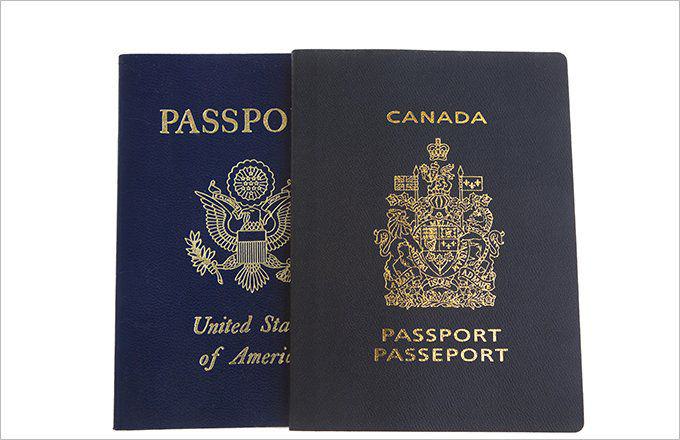 PASSPO
United Sta
of Americ
CANADA
PASSPORT
PASSEPORT